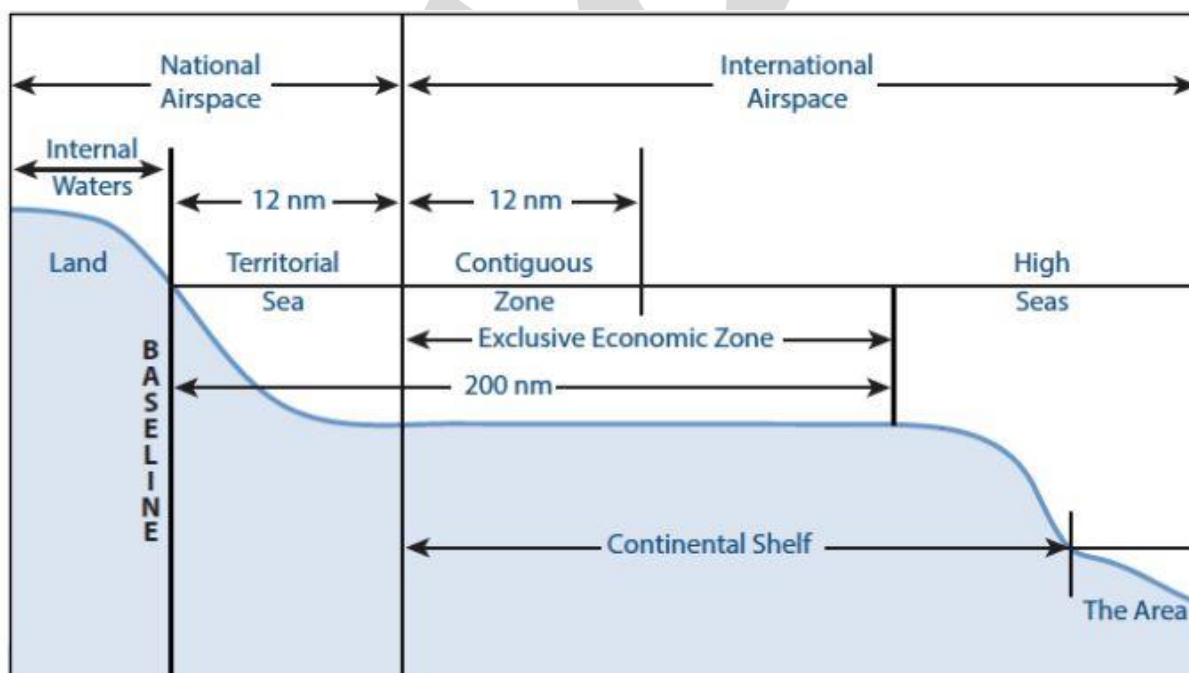 National
Airspace
International
Airspace
Internal
Waters
12 nm
12 nm
Land
Territorial
Sea
Contiguous
Zone
High
Seas
Exclusive Economic Zone
200 nm
BASELINE
Continental Shelf
The Area